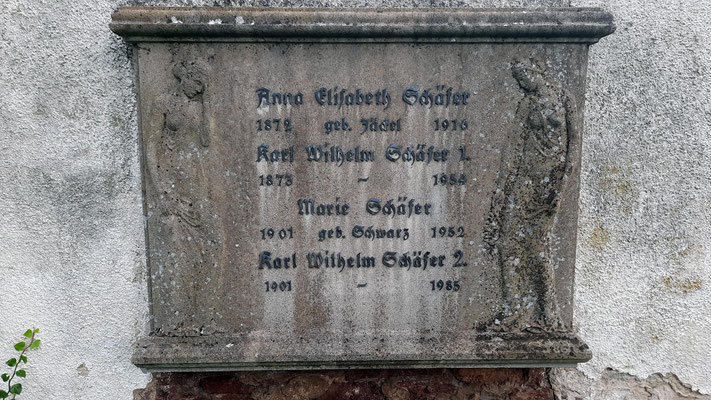 Anna Elisabeth Schäfer
1872 geb. Jäckel 1916
Karl Wilhelm Schäfer 1.
1873 – 1954
Marie Schäfer
1901 geb. Schwarz 1952
Karl Wilhelm Schäfer 2.
1901 – 1985